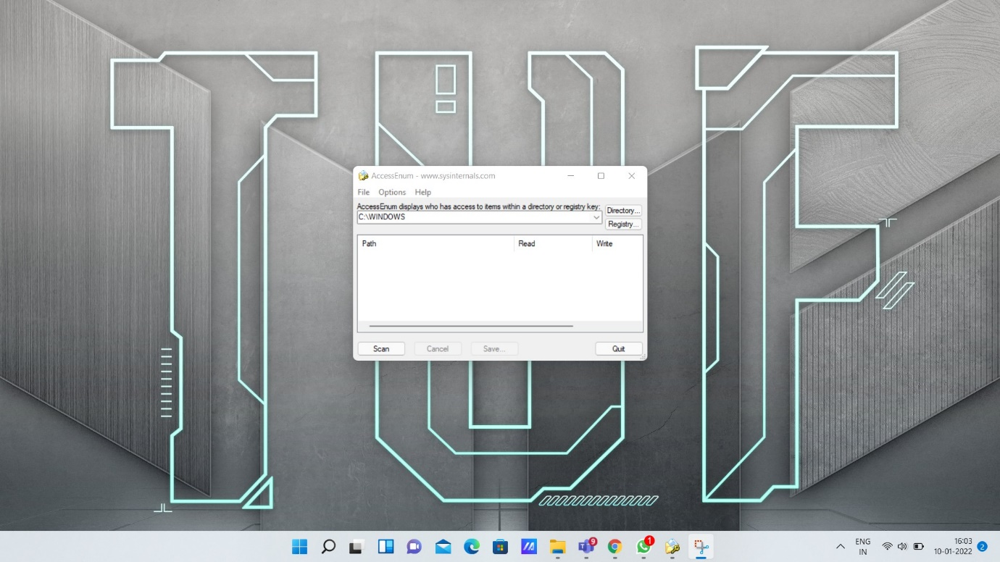 TUF
AccessEnum - www.sysinternals.com
File Options Help
AccessEnum displays who has access to items within a directory or registry key:
Directory...
C:\WINDOWS
Registry...
Path Read Write
Scan Cancel Save... Quit
9
1
ENG
IN
16:03
10-01-2022
2